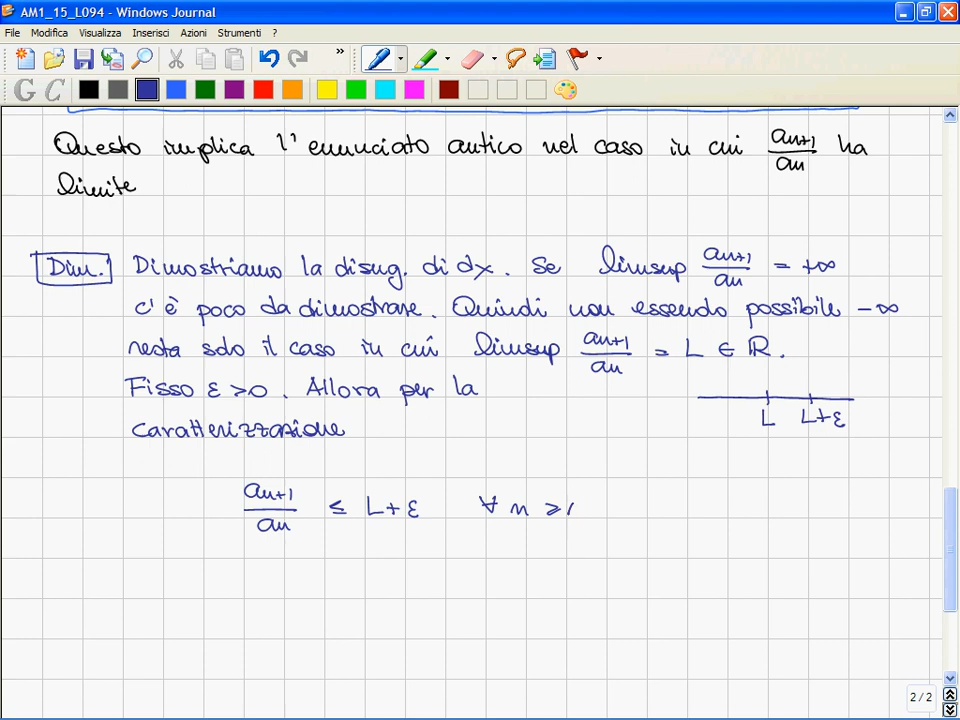 AM1_15_L094 - Windows Journal
File Modifica Visualizza Inserisci Azioni Strumenti ?
Questo implica l'enunciato antico nel caso in cui an+1/an ha
limite
Dim. Dimostriamo la disug. di dx. Se limsup an+1/an = +∞
c'è poco da dimostrare. Quindi non essendo possibile -∞
resta solo il caso in cui limsup an+1/an = L ∈ ℝ.
Fisso ε>0. Allora per la
caratterizzazione
L L+ε
an+1/an ≤ L+ε ∀ n ≥
2 / 2